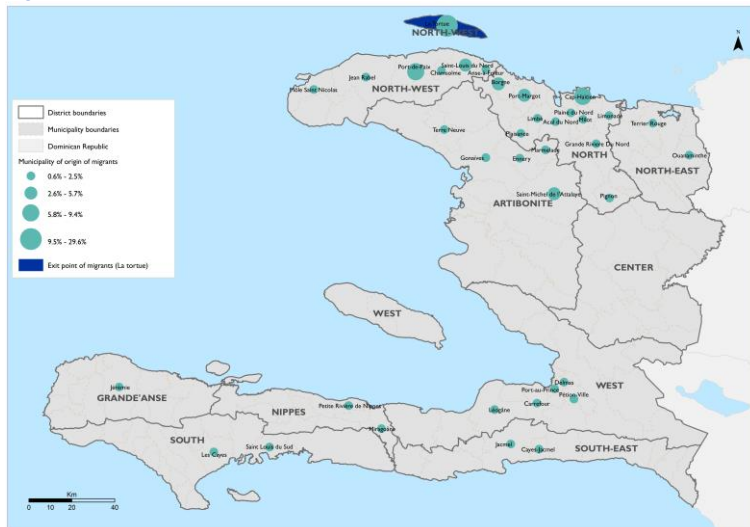 La tortue
NORTH-WEST
N
Port-de-Paix
Saint-Louis du Nord
Jean Rabel
Chansolme
Anse-à-Foleur
Borgne
Môle Saint Nicolas
NORTH-WEST
Port-Margot
Cap-Haïtien
Plaine du Nord
Limonade
Limbé
Acul du Nord
Milot
Terrier Rouge
Terre Neuve
Plaisance
Grande Rivière Du Nord
Marmelade
NORTH
Ouanaminthe
Gonaïves
Ennery
NORTH-EAST
Saint-Michel de l'Attalaye
Pignon
ARTIBONITE
CENTER
District boundaries
Municipality boundaries
Dominican Republic
Municipality of origin of migrants
0.6% - 2.5%
2.6% - 5.7%
5.8% - 9.4%
9.5% - 29.6%
Exit point of migrants (La tortue)
WEST
Jérémie
Delmas
WEST
GRANDE'ANSE
Port-au-Prince
Pétion-Ville
Petite Rivière de Nippes
Carrefour
NIPPES
Léogâne
Miragoâne
SOUTH
Saint Louis du Sud
Jacmel
SOUTH-EAST
Les Cayes
Cayes-Jacmel
Km
0 10 20 40